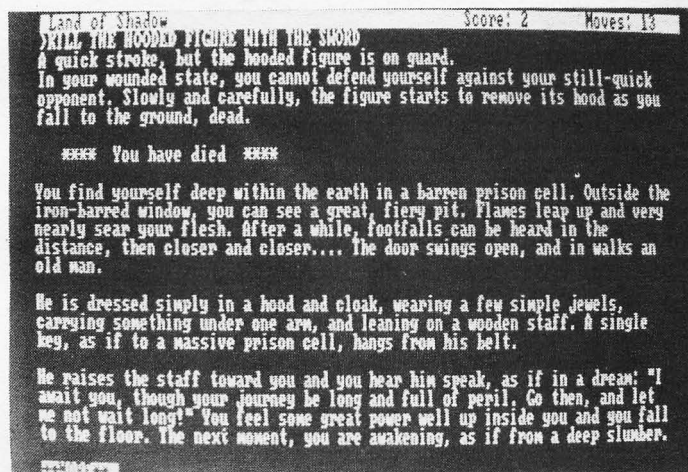 Land of Shadow Score: 2 Moves: 13
>KILL THE HOODED FIGURE WITH THE SWORD
A quick stroke, but the hooded figure is on guard.
In your wounded state, you cannot defend yourself against your still-quick
opponent. Slowly and carefully, the figure starts to remove its hood as you
fall to the ground, dead.
**** You have died ****
You find yourself deep within the earth in a barren prison cell. Outside the
iron-barred window, you can see a great, fiery pit. Flames leap up and very
nearly sear your flesh. After a while, footfalls can be heard in the
distance, then closer and closer.... The door swings open, and in walks an
old man.
He is dressed simply in a hood and cloak, wearing a few simple jewels,
carrying something under one arm, and leaning on a wooden staff. A single
key, as if to a massive prison cell, hangs from his belt.
He raises the staff toward you and you hear him speak, as if in a dream: "I
await you, though your journey be long and full of peril. Go then, and let
me not wait long!" You feel some great power well up inside you and you fall
to the floor. The next moment, you are awakening, as if from a deep slumber.